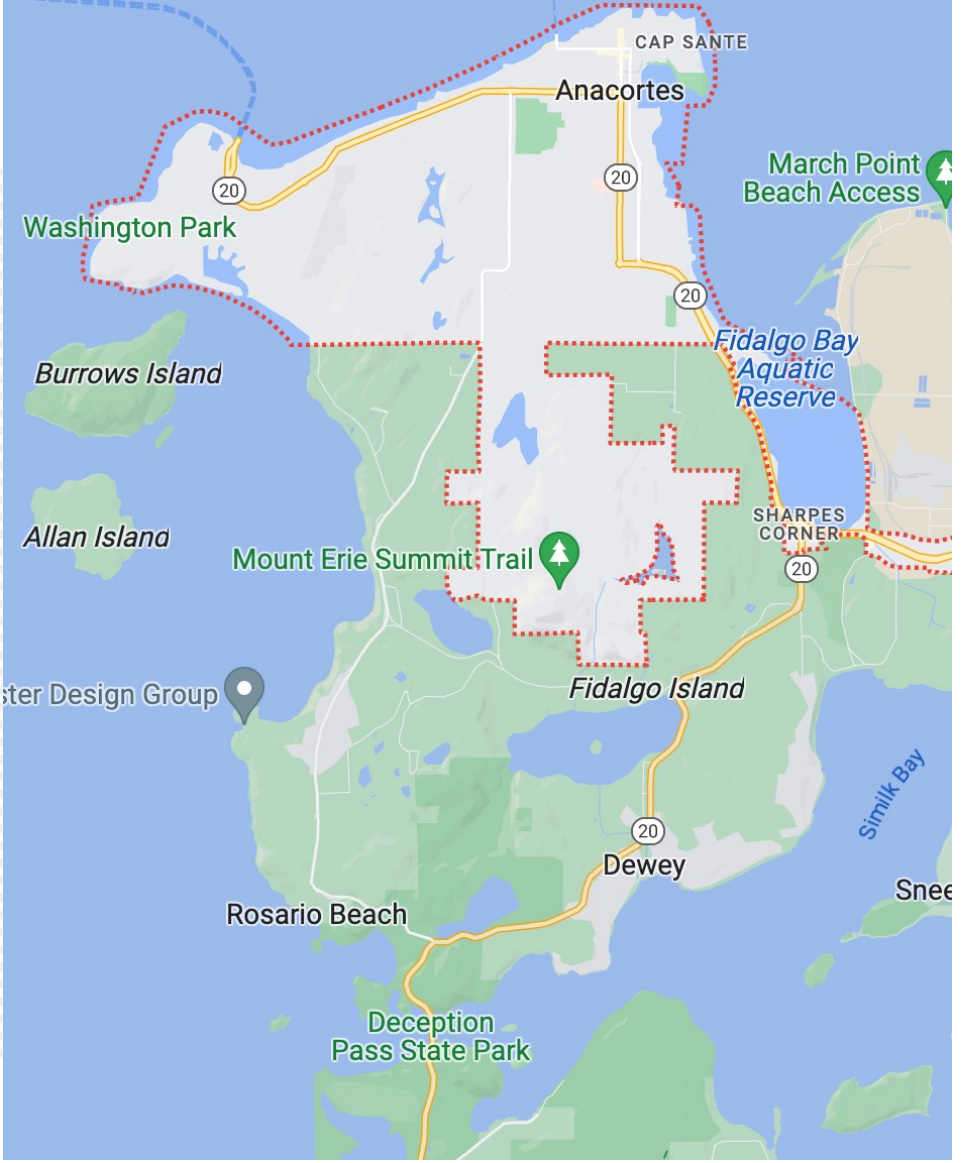 CAP SANTE
Anacortes
March Point
Beach Access
20
20
Washington Park
20
Fidalgo Bay
Aquatic
Reserve
Burrows Island
SHARPES
CORNER
Allan Island
Mount Erie Summit Trail
20
ster Design Group
Fidalgo Island
Similk Bay
20
Dewey
Snee
Rosario Beach
Deception
Pass State Park